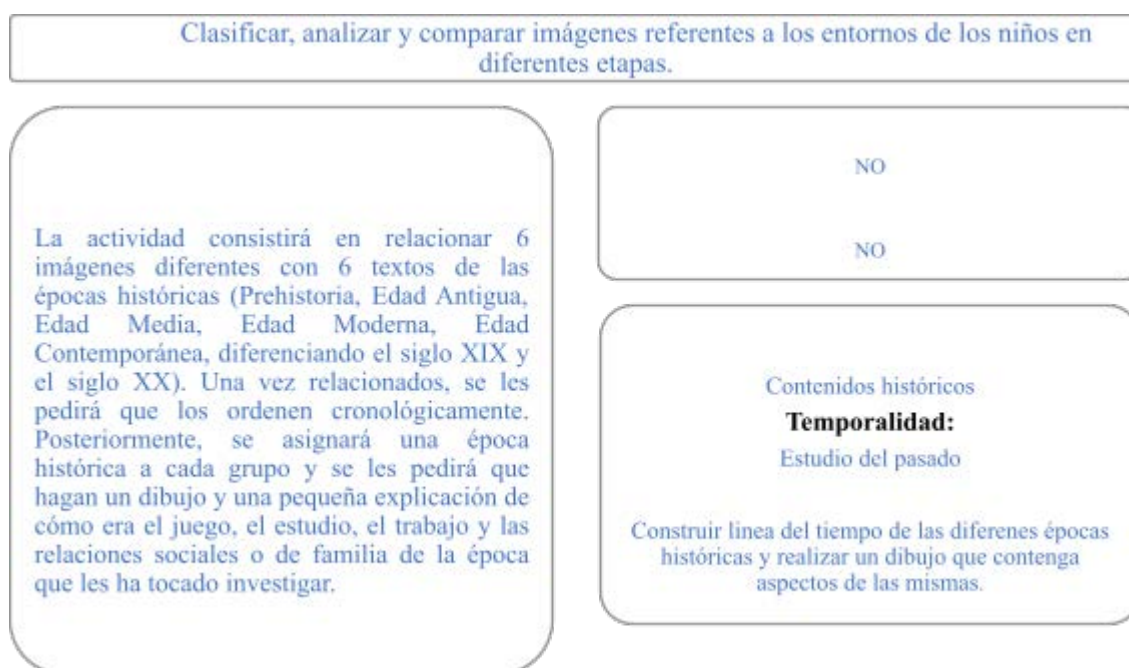 Clasificar, analizar y comparar imágenes referentes a los entornos de los niños en
diferentes etapas.
La actividad consistirá en relacionar 6
imágenes diferentes con 6 textos de las
épocas históricas (Prehistoria, Edad Antigua,
Edad Media, Edad Moderna, Edad
Contemporánea, diferenciando el siglo XIX y
el siglo XX). Una vez relacionados, se les
pedirá que los ordenen cronológicamente.
Posteriormente, se asignará una época
histórica a cada grupo y se les pedirá que
hagan un dibujo y una pequeña explicación de
cómo era el juego, el estudio, el trabajo y las
relaciones sociales o de familia de la época
que les ha tocado investigar.
NO
NO
Contenidos históricos
Temporalidad:
Estudio del pasado
Construir linea del tiempo de las diferenes épocas
históricas y realizar un dibujo que contenga
aspectos de las mismas.